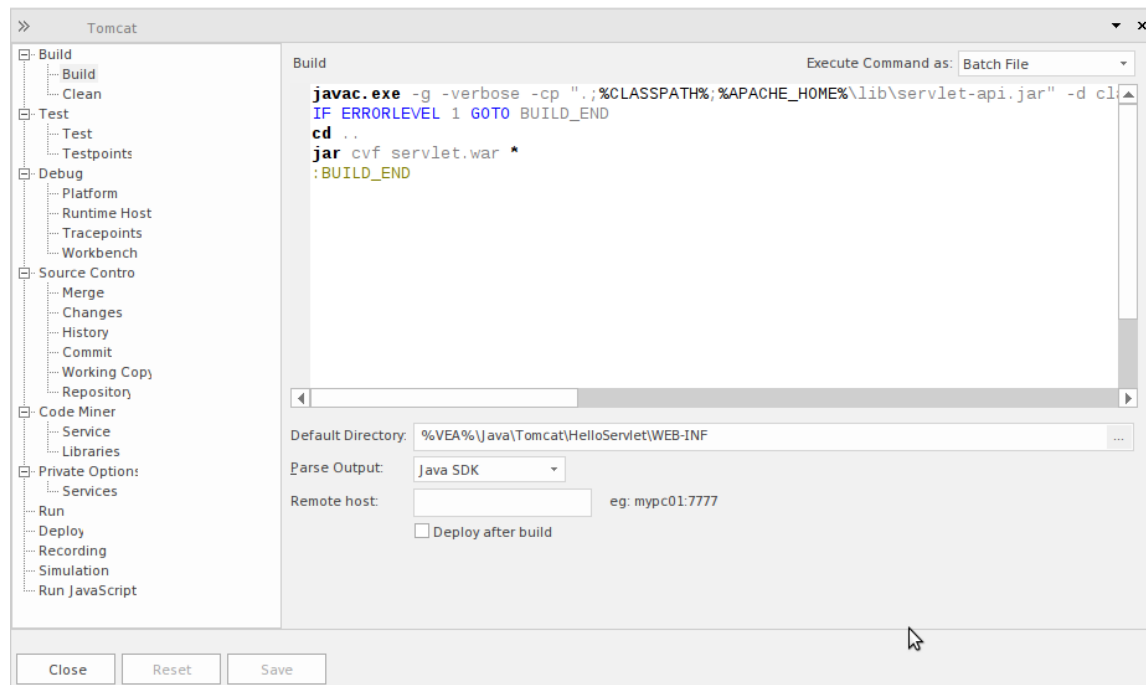 Tomcat
Build
Build
Clean
Test
Test
Testpoints
Debug
Platform
Runtime Host
Tracepoints
Workbench
Source Contro
Merge
Changes
History
Commit
Working Copy
Repository
Code Miner
Service
Libraries
Private Options
Services
Run
Deploy
Recording
Simulation
Run JavaScript
Build
Execute Command as: Batch File
javac.exe -g -verbose -cp ".;%CLASSPATH%;%APACHE_HOME%\lib\servlet-api.jar" -d cla
IF ERRORLEVEL 1 GOTO BUILD_END
cd ..
jar cvf servlet.war *
:BUILD_END
Default Directory: %VEA%\Java\Tomcat\HelloServlet\WEB-INF ...
Parse Output: Java SDK
Remote host: eg: mypc01:7777
Deploy after build
Close Reset Save